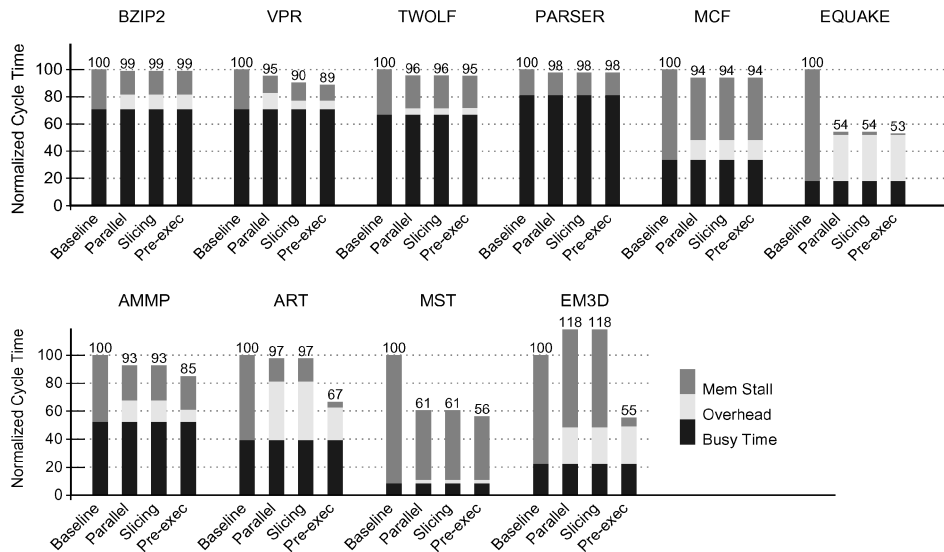 BZIP2 VPR TWOLF PARSER MCF EQUAKE
Normalized Cycle Time
100
80
60
40
20
0
100 99 99 99
100 95 90 89
100 96 96 95
100 98 98 98
100 94 94 94
100 54 54 53
Baseline Parallel Slicing Pre-exec
Baseline Parallel Slicing Pre-exec
Baseline Parallel Slicing Pre-exec
Baseline Parallel Slicing Pre-exec
Baseline Parallel Slicing Pre-exec
Baseline Parallel Slicing Pre-exec
AMMP ART MST EM3D
Normalized Cycle Time
100
80
60
40
20
0
100 93 93 85
100 97 97 67
100 61 61 56
100 118 118 55
Baseline Parallel Slicing Pre-exec
Baseline Parallel Slicing Pre-exec
Baseline Parallel Slicing Pre-exec
Baseline Parallel Slicing Pre-exec
Mem Stall
Overhead
Busy Time